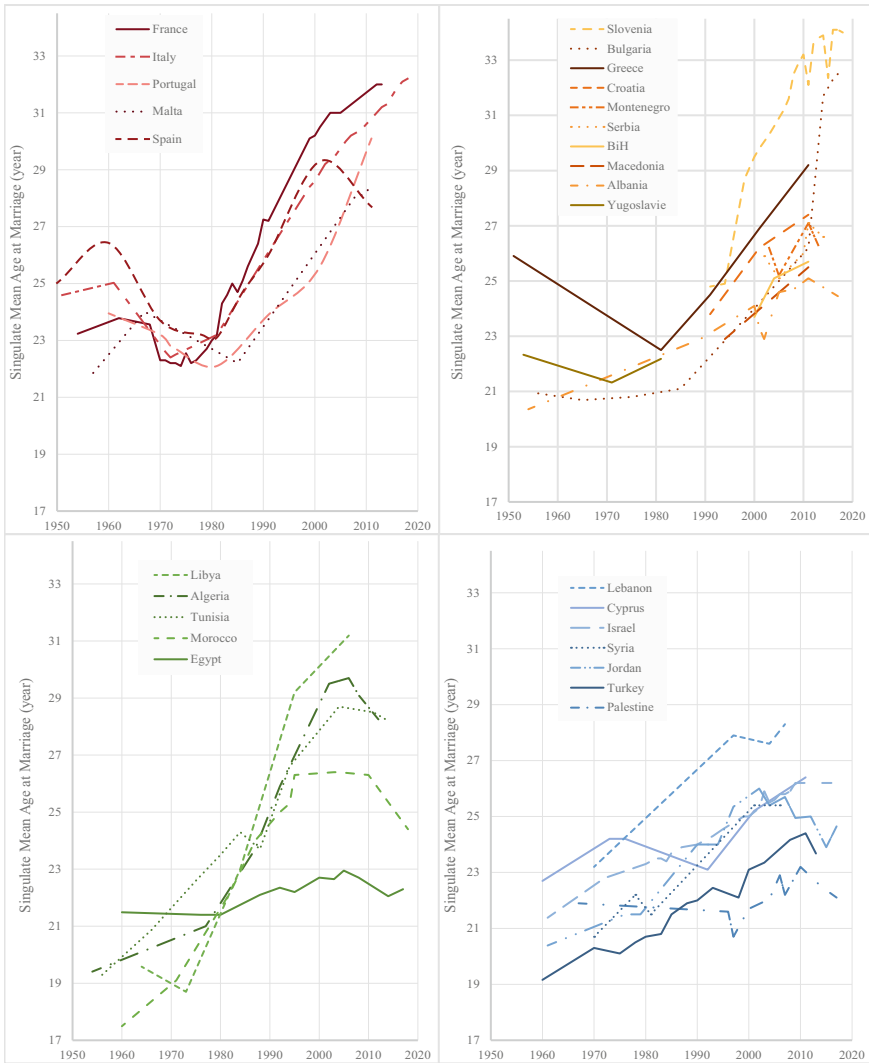 France
Italy
Portugal
Malta
Spain
Singulate Mean Age at Marriage (year)
33
31
29
27
25
23
21
19
17
1950 1960 1970 1980 1990 2000 2010 2020
Slovenia
Bulgaria
Greece
Croatia
Montenegro
Serbia
BiH
Macedonia
Albania
Yugoslavie
Singulate Mean Age at Marriage (year)
33
31
29
27
25
23
21
19
17
1950 1960 1970 1980 1990 2000 2010 2020
Libya
Algeria
Tunisia
Morocco
Egypt
Singulate Mean Age at Marriage (year)
33
31
29
27
25
23
21
19
17
1950 1960 1970 1980 1990 2000 2010 2020
Lebanon
Cyprus
Israel
Syria
Jordan
Turkey
Palestine
Singulate Mean Age at Marriage (year)
33
31
29
27
25
23
21
19
17
1950 1960 1970 1980 1990 2000 2010 2020